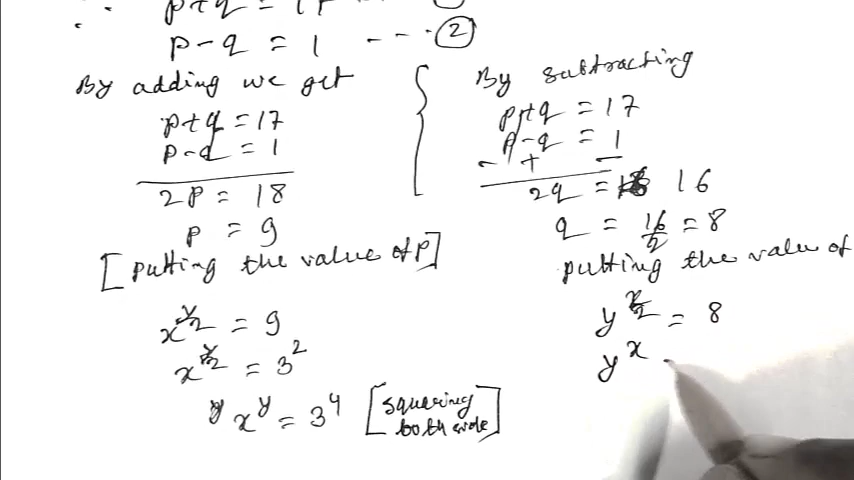 ∴ p+q = 17
p-q = 1 ---- ②
By adding we get
p+q = 17
p-q = 1
2p = 18
p = 9
[putting the value of p]
x^{y/2} = 9
x^{y/2} = 3^2
x^y = 3^4 [squaring
both side]
By subtracting
p+q = 17
p-q = 1
- + -
2q = 16
q = 16/2 = 8
putting the value of
y^{x/2} = 8
y^x